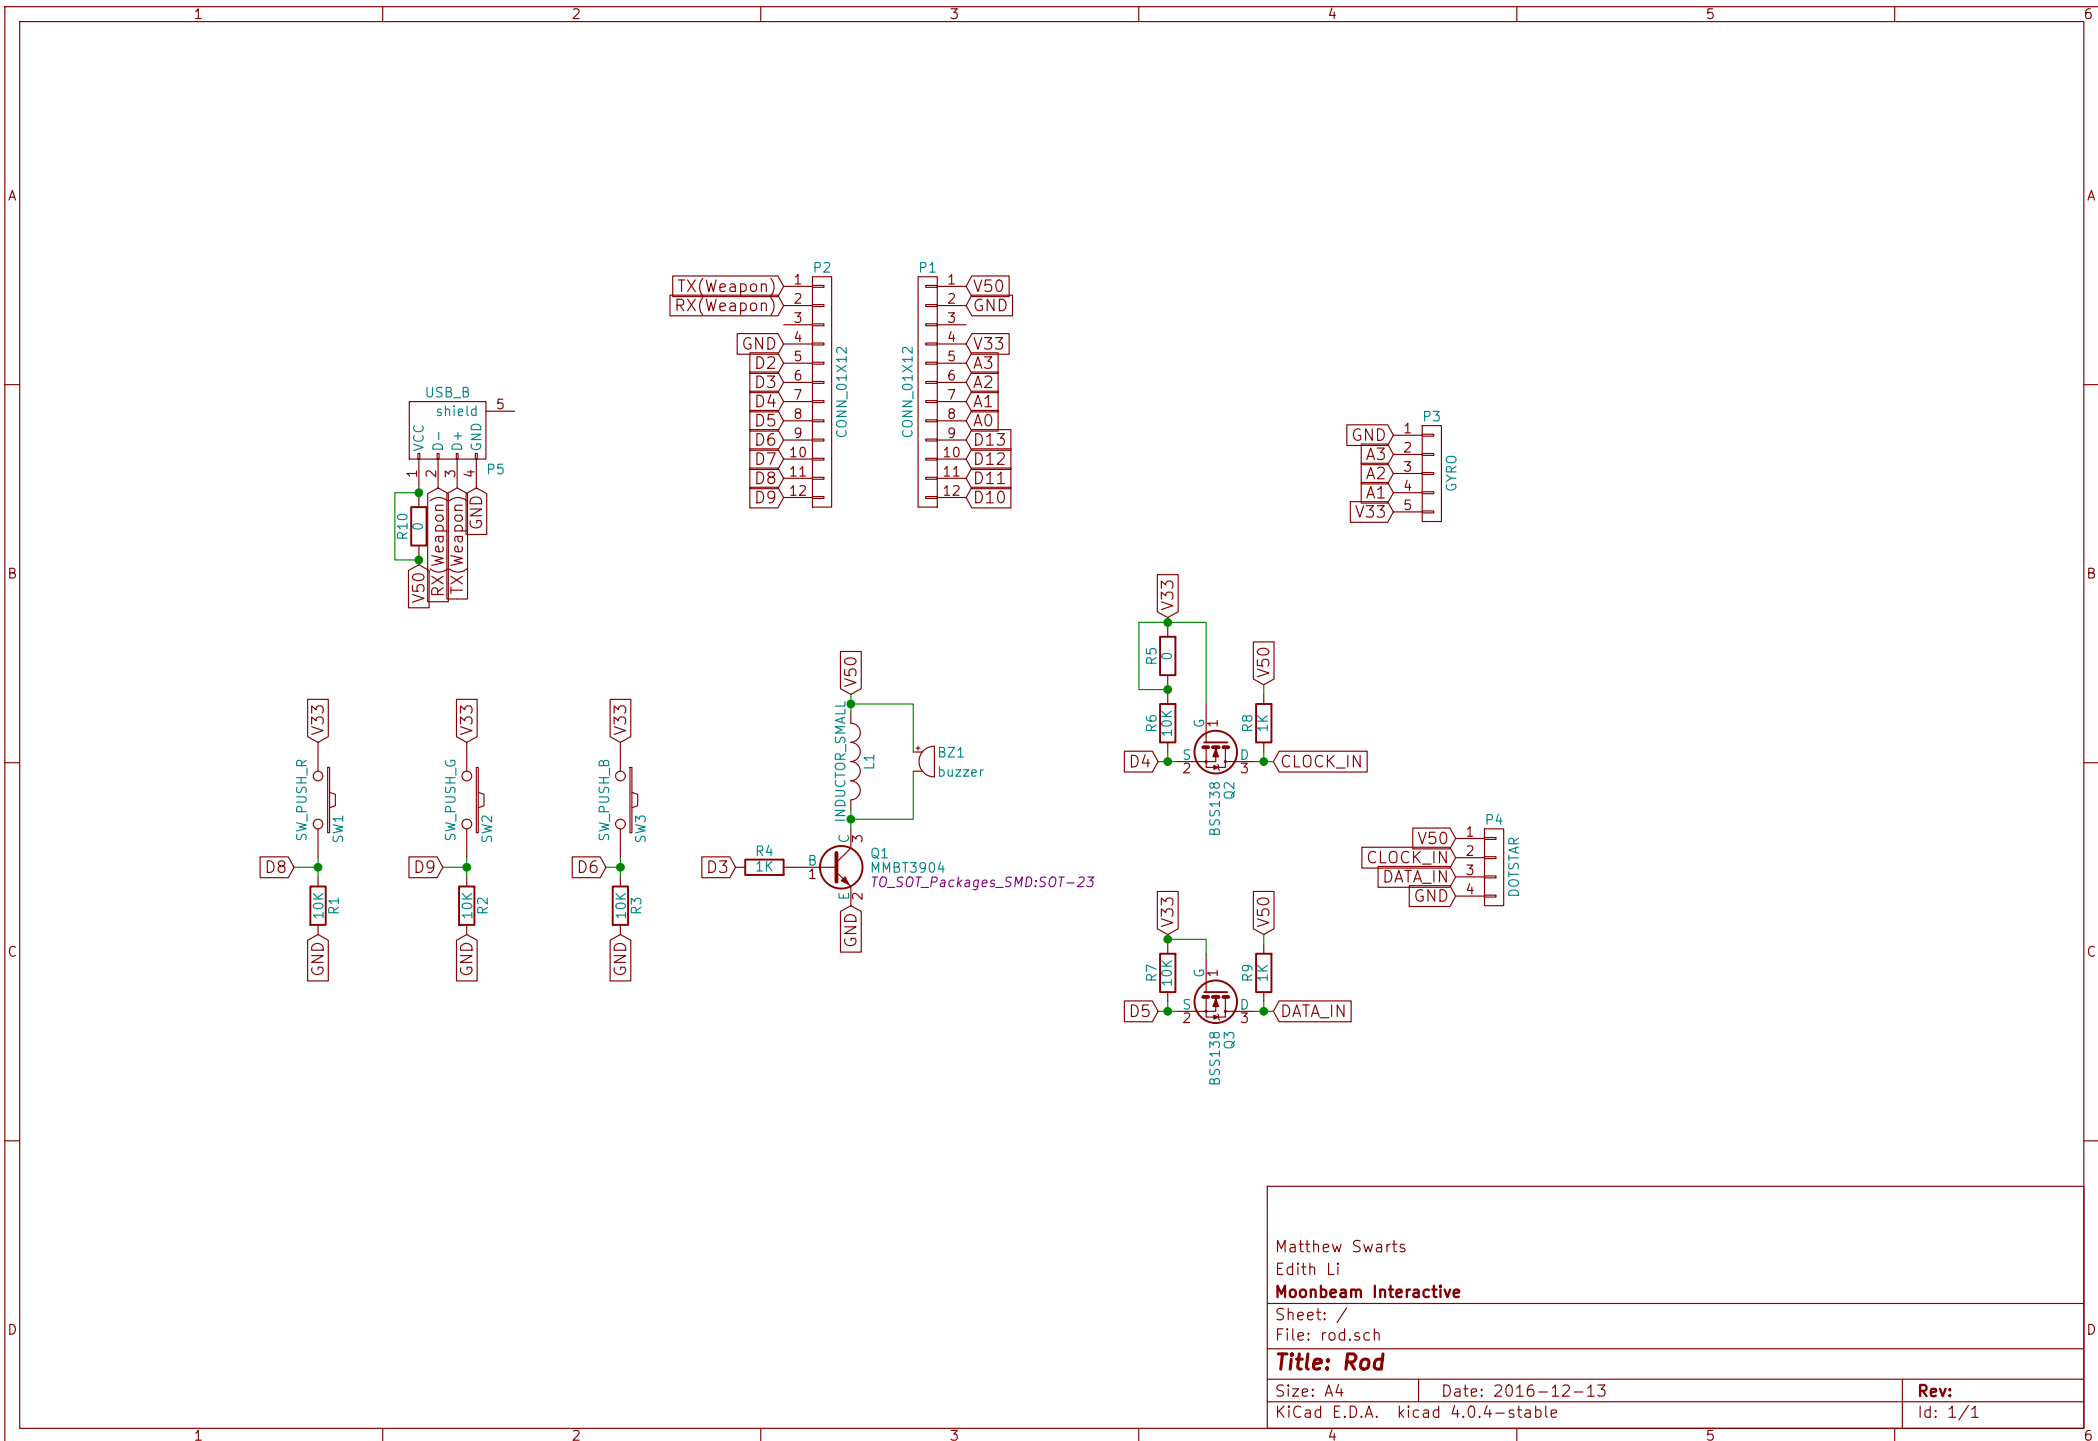 1 2 3 4 5 6
A A
B B
C C
D D
1 2 3 4 5 6
P2
TX(Weapon) 1
RX(Weapon) 2
3
GND 4
D2 5
D3 6
D4 7
D5 8
D6 9
D7 10
D8 11
D9 12
CONN_01X12
P1
1 V50
2 GND
3
4 V33
5 A3
6 A2
7 A1
8 A0
9 D13
10 D12
11 D11
12 D10
CONN_01X12
USB_B
shield 5
VCC D- D+ GND
P5
1 2 3 4
R10 0
V50
RX(Weapon)
TX(Weapon)
GND
P3
GND 1
A3 2
A2 3
A1 4
V33 5
GYRO
V33
SW_PUSH_R
SW1
D8
10K R1
GND
V33
SW_PUSH_G
SW2
D9
10K R2
GND
V33
SW_PUSH_B
SW3
D6
10K R3
GND
V50
INDUCTOR_SMALL
L1
+
BZ1
buzzer
D3
R4
1K
B 1
C 3
E 2
Q1
MMBT3904
TO_SOT_Packages_SMD:SOT-23
GND
V33
R5 0
R6 10K
V50
R8 1K
G 1
D4
S 2
D 3
CLOCK_IN
BSS138
Q2
P4
V50 1
CLOCK_IN 2
DATA_IN 3
GND 4
DOTSTAR
V33
V50
R7 10K
R9 1K
G 1
D5
S 2
D 3
DATA_IN
BSS138
Q3
Matthew Swarts
Edith Li
Moonbeam Interactive
Sheet: /
File: rod.sch
Title: Rod
Size: A4 Date: 2016-12-13 Rev:
KiCad E.D.A. kicad 4.0.4-stable Id: 1/1